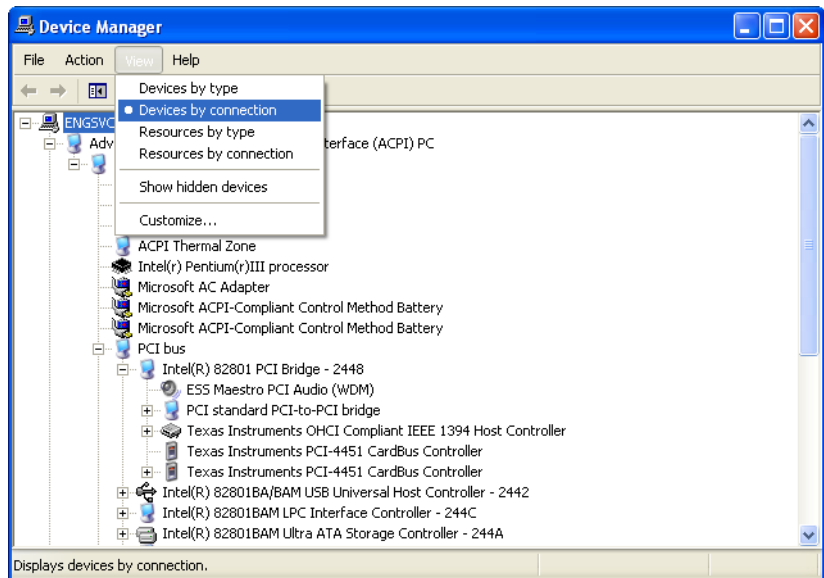 Device Manager
File Action View Help
Devices by type
Devices by connection
Resources by type
Resources by connection
Show hidden devices
Customize...
ENGSVC
Adv terface (ACPI) PC
ACPI Thermal Zone
Intel(r) Pentium(r)III processor
Microsoft AC Adapter
Microsoft ACPI-Compliant Control Method Battery
Microsoft ACPI-Compliant Control Method Battery
PCI bus
Intel(R) 82801 PCI Bridge - 2448
ESS Maestro PCI Audio (WDM)
PCI standard PCI-to-PCI bridge
Texas Instruments OHCI Compliant IEEE 1394 Host Controller
Texas Instruments PCI-4451 CardBus Controller
Texas Instruments PCI-4451 CardBus Controller
Intel(R) 82801BA/BAM USB Universal Host Controller - 2442
Intel(R) 82801BAM LPC Interface Controller - 244C
Intel(R) 82801BAM Ultra ATA Storage Controller - 244A
Displays devices by connection.